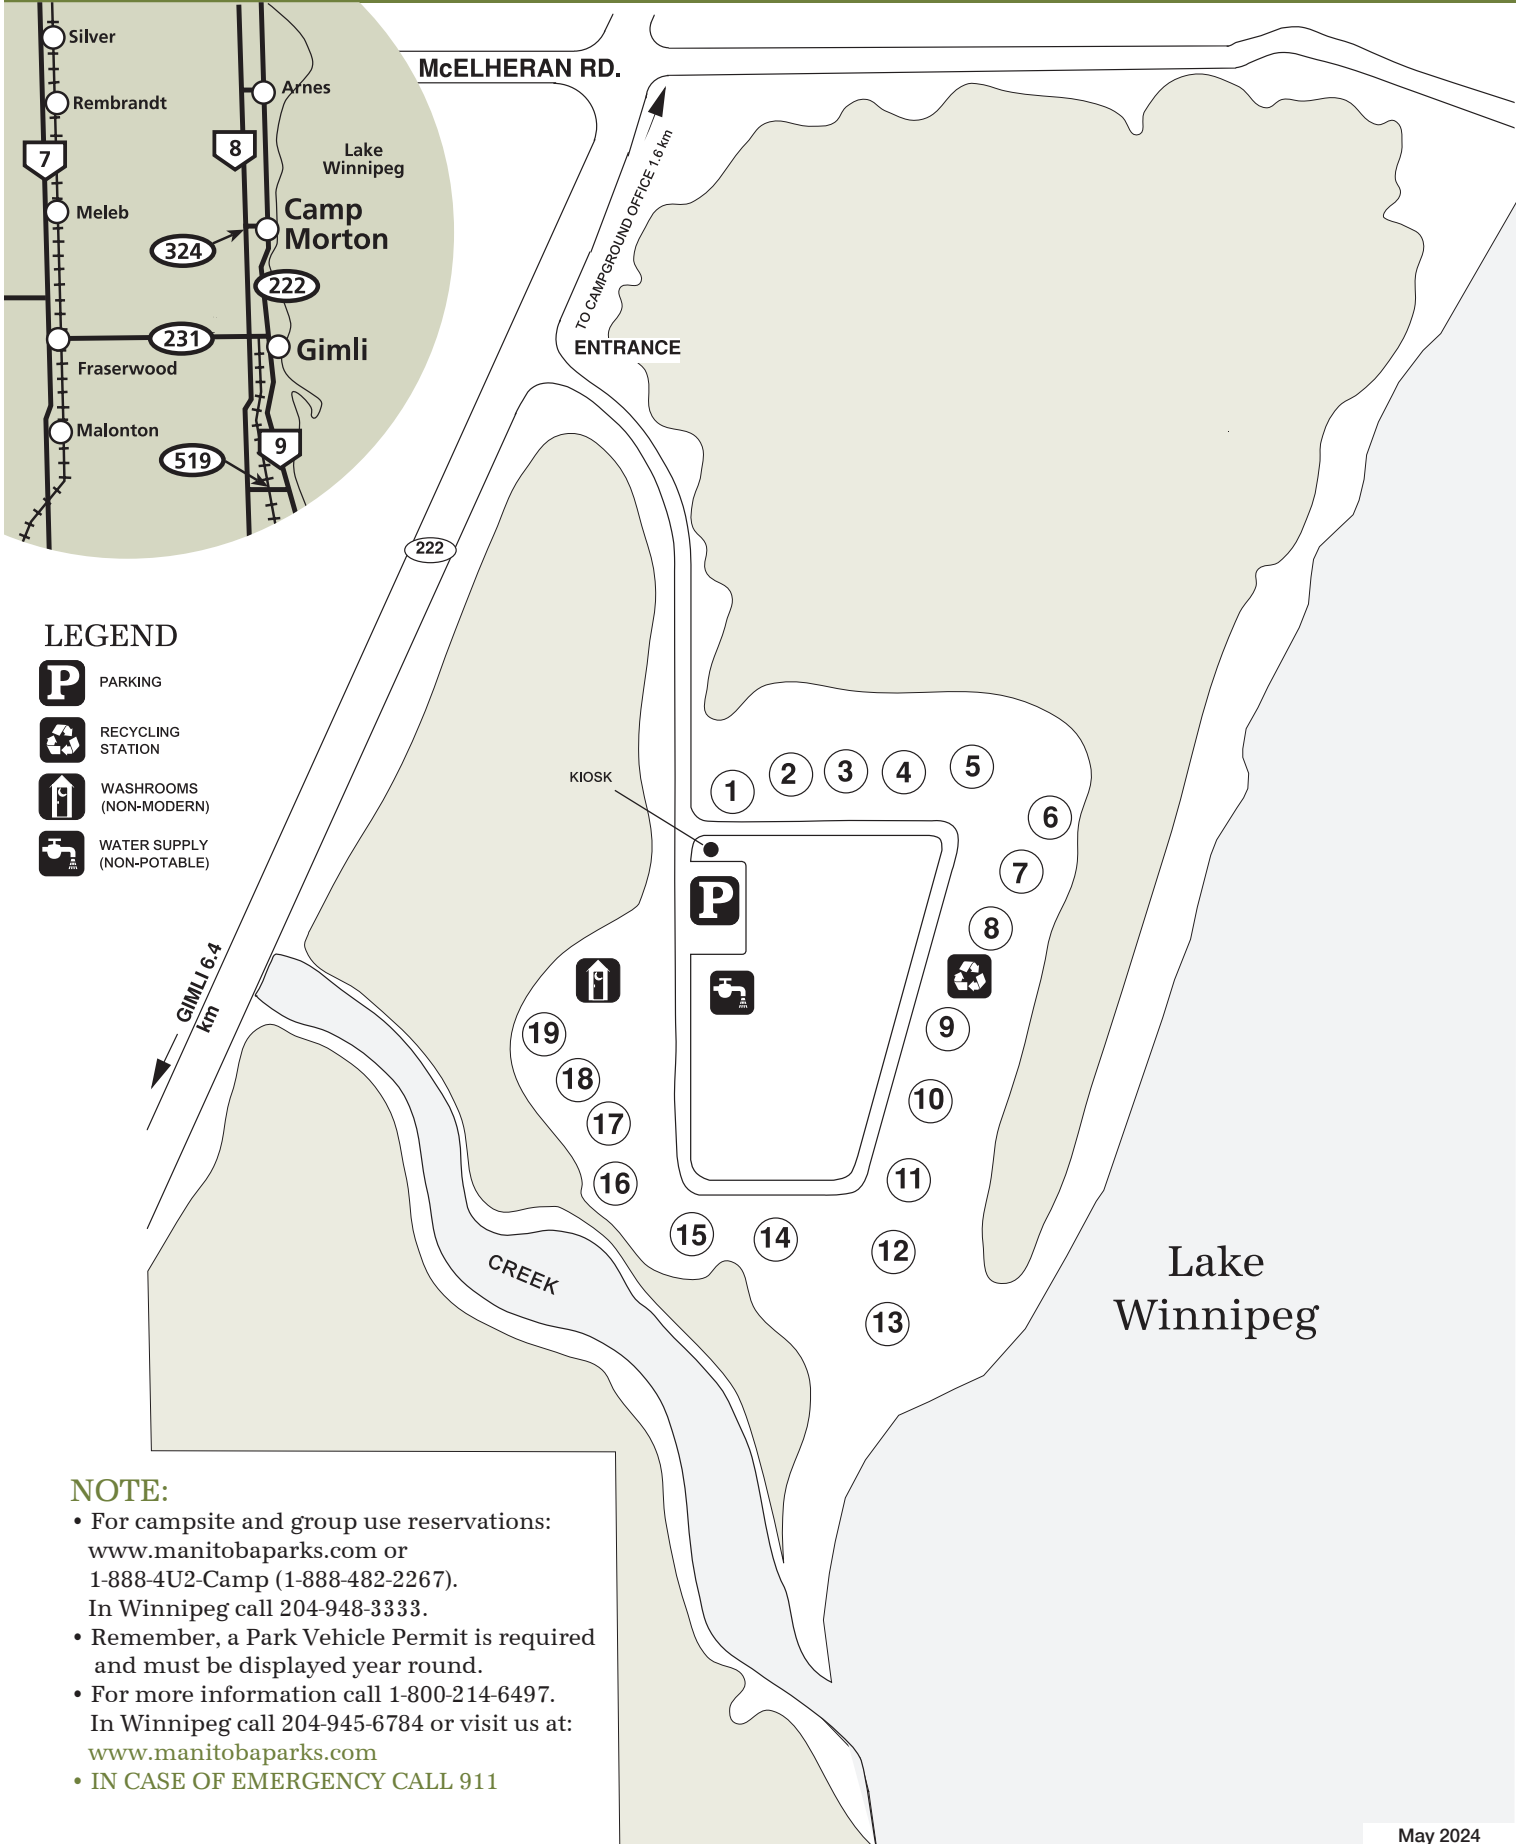 Silver
Rembrandt
7
Meleb
Arnes
8
Lake
Winnipeg
Camp
Morton
324
222
231
Gimli
Fraserwood
Malonton
9
519
McELHERAN RD.
TO CAMPGROUND OFFICE 1.6 km
ENTRANCE
222
LEGEND
P
PARKING
RECYCLING
STATION
WASHROOMS
(NON-MODERN)
WATER SUPPLY
(NON-POTABLE)
GIMLI 6.4
km
KIOSK
P
1
2
3
4
5
6
7
8
9
10
11
12
13
14
15
16
17
18
19
CREEK
Lake
Winnipeg
NOTE:
• For campsite and group use reservations:
www.manitobaparks.com or
1-888-4U2-Camp (1-888-482-2267).
In Winnipeg call 204-948-3333.
• Remember, a Park Vehicle Permit is required
and must be displayed year round.
• For more information call 1-800-214-6497.
In Winnipeg call 204-945-6784 or visit us at:
www.manitobaparks.com
• IN CASE OF EMERGENCY CALL 911
May 2024